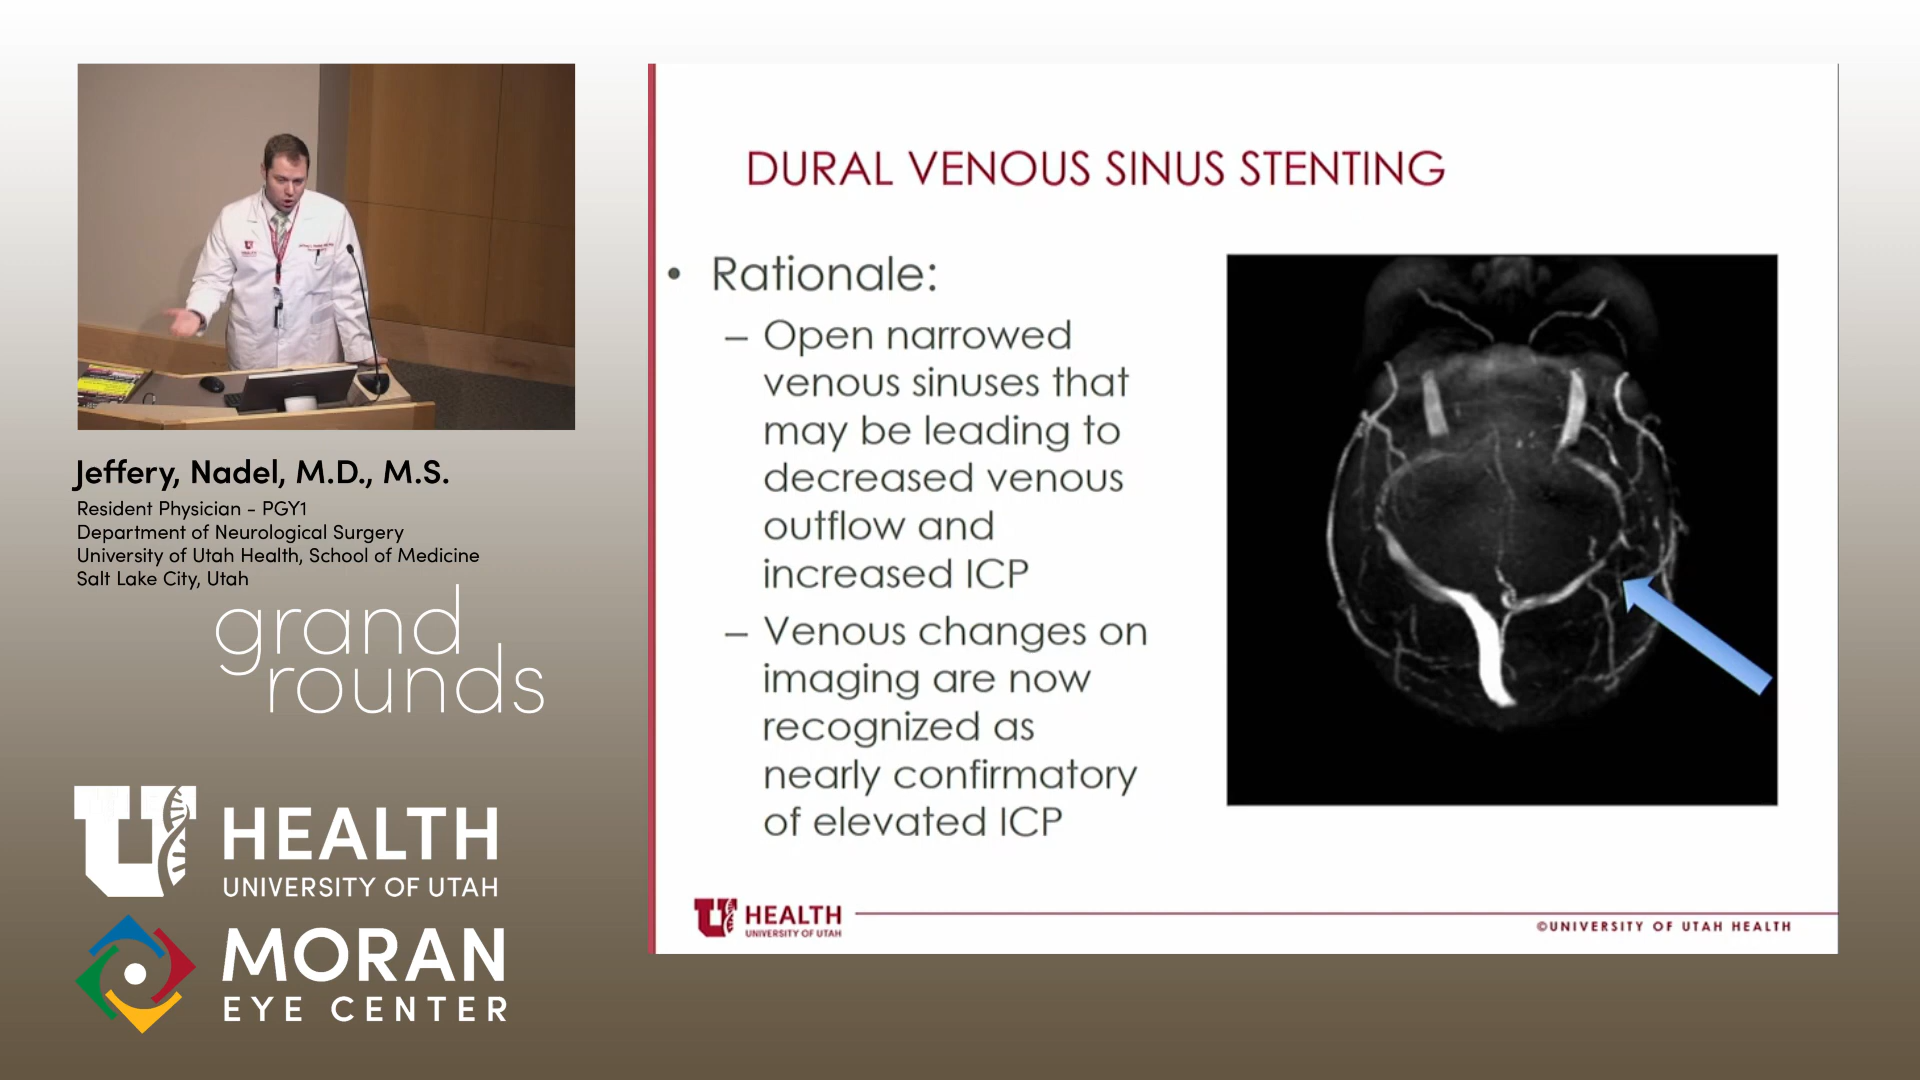 Jeffery, Nadel, M.D., M.S.
Resident Physician - PGY1
Department of Neurological Surgery
University of Utah Health, School of Medicine
Salt Lake City, Utah
grand
rounds
U HEALTH
UNIVERSITY OF UTAH
MORAN
EYE CENTER
DURAL VENOUS SINUS STENTING
• Rationale:
– Open narrowed
venous sinuses that
may be leading to
decreased venous
outflow and
increased ICP
– Venous changes on
imaging are now
recognized as
nearly confirmatory
of elevated ICP
U HEALTH
UNIVERSITY OF UTAH
©UNIVERSITY OF UTAH HEALTH